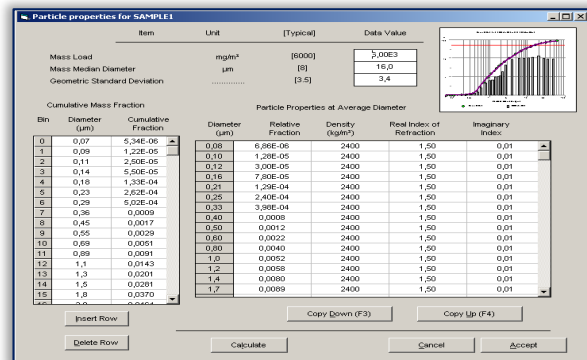 Particle properties for SAMPLE1
Item Unit [Typical] Data Value
Mass Load mg/m³ [6000] 5,00E3
Mass Median Diameter µm [8] 16,0
Geometric Standard Deviation ............ [3.5] 3,4
Cumulative Mass Fraction
Bin Diameter (µm) Cumulative Fraction
0 0,07 5,34E-06
1 0,09 1,22E-05
2 0,11 2,50E-05
3 0,14 5,50E-05
4 0,18 1,33E-04
5 0,23 2,62E-04
6 0,29 5,02E-04
7 0,36 0,0009
8 0,45 0,0017
9 0,55 0,0029
10 0,69 0,0051
11 0,89 0,0091
12 1,1 0,0143
13 1,3 0,0201
14 1,5 0,0281
15 1,8 0,0370
Insert Row
Delete Row
Particle Properties at Average Diameter
Diameter (µm) Relative Fraction Density (kg/m³) Real Index of Refraction Imaginary Index
0,08 6,86E-06 2400 1,50 0,01
0,10 1,28E-05 2400 1,50 0,01
0,12 3,00E-05 2400 1,50 0,01
0,16 7,80E-05 2400 1,50 0,01
0,21 1,29E-04 2400 1,50 0,01
0,25 2,40E-04 2400 1,50 0,01
0,33 3,98E-04 2400 1,50 0,01
0,40 0,0008 2400 1,50 0,01
0,50 0,0012 2400 1,50 0,01
0,60 0,0022 2400 1,50 0,01
0,80 0,0040 2400 1,50 0,01
1,0 0,0052 2400 1,50 0,01
1,2 0,0058 2400 1,50 0,01
1,4 0,0080 2400 1,50 0,01
1,7 0,0089 2400 1,50 0,01
Copy Down (F3) Copy Up (F4)
Calculate Cancel Accept